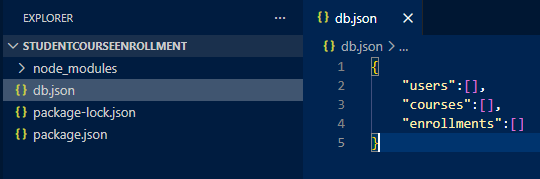 EXPLORER
STUDENTCOURSEENROLLMENT
> node_modules
{} db.json
{} package-lock.json
{} package.json
{} db.json ×
{} db.json > ...
1 {
2 "users":[],
3 "courses":[],
4 "enrollments":[]
5 }